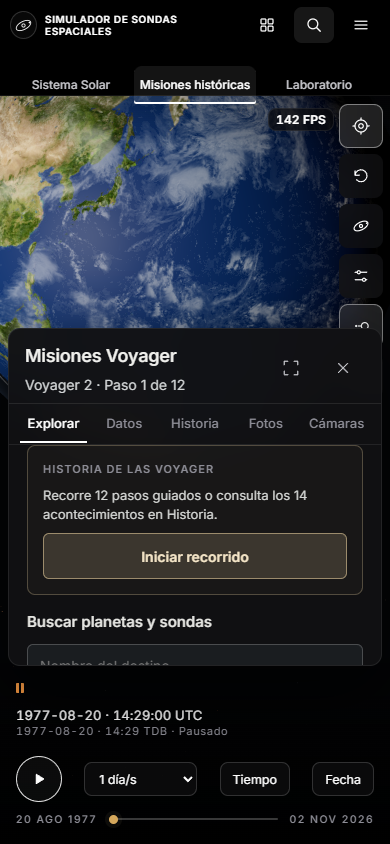 SIMULADOR DE SONDAS
ESPACIALES
Sistema Solar
Misiones históricas
Laboratorio
142 FPS
Misiones Voyager
Voyager 2 · Paso 1 de 12
Explorar
Datos
Historia
Fotos
Cámaras
HISTORIA DE LAS VOYAGER
Recorre 12 pasos guiados o consulta los 14
acontecimientos en Historia.
Iniciar recorrido
Buscar planetas y sondas
Nombre del destino
1977-08-20 · 14:29:00 UTC
1977-08-20 · 14:29 TDB · Pausado
1 día/s
Tiempo
Fecha
20 AGO 1977
02 NOV 2026